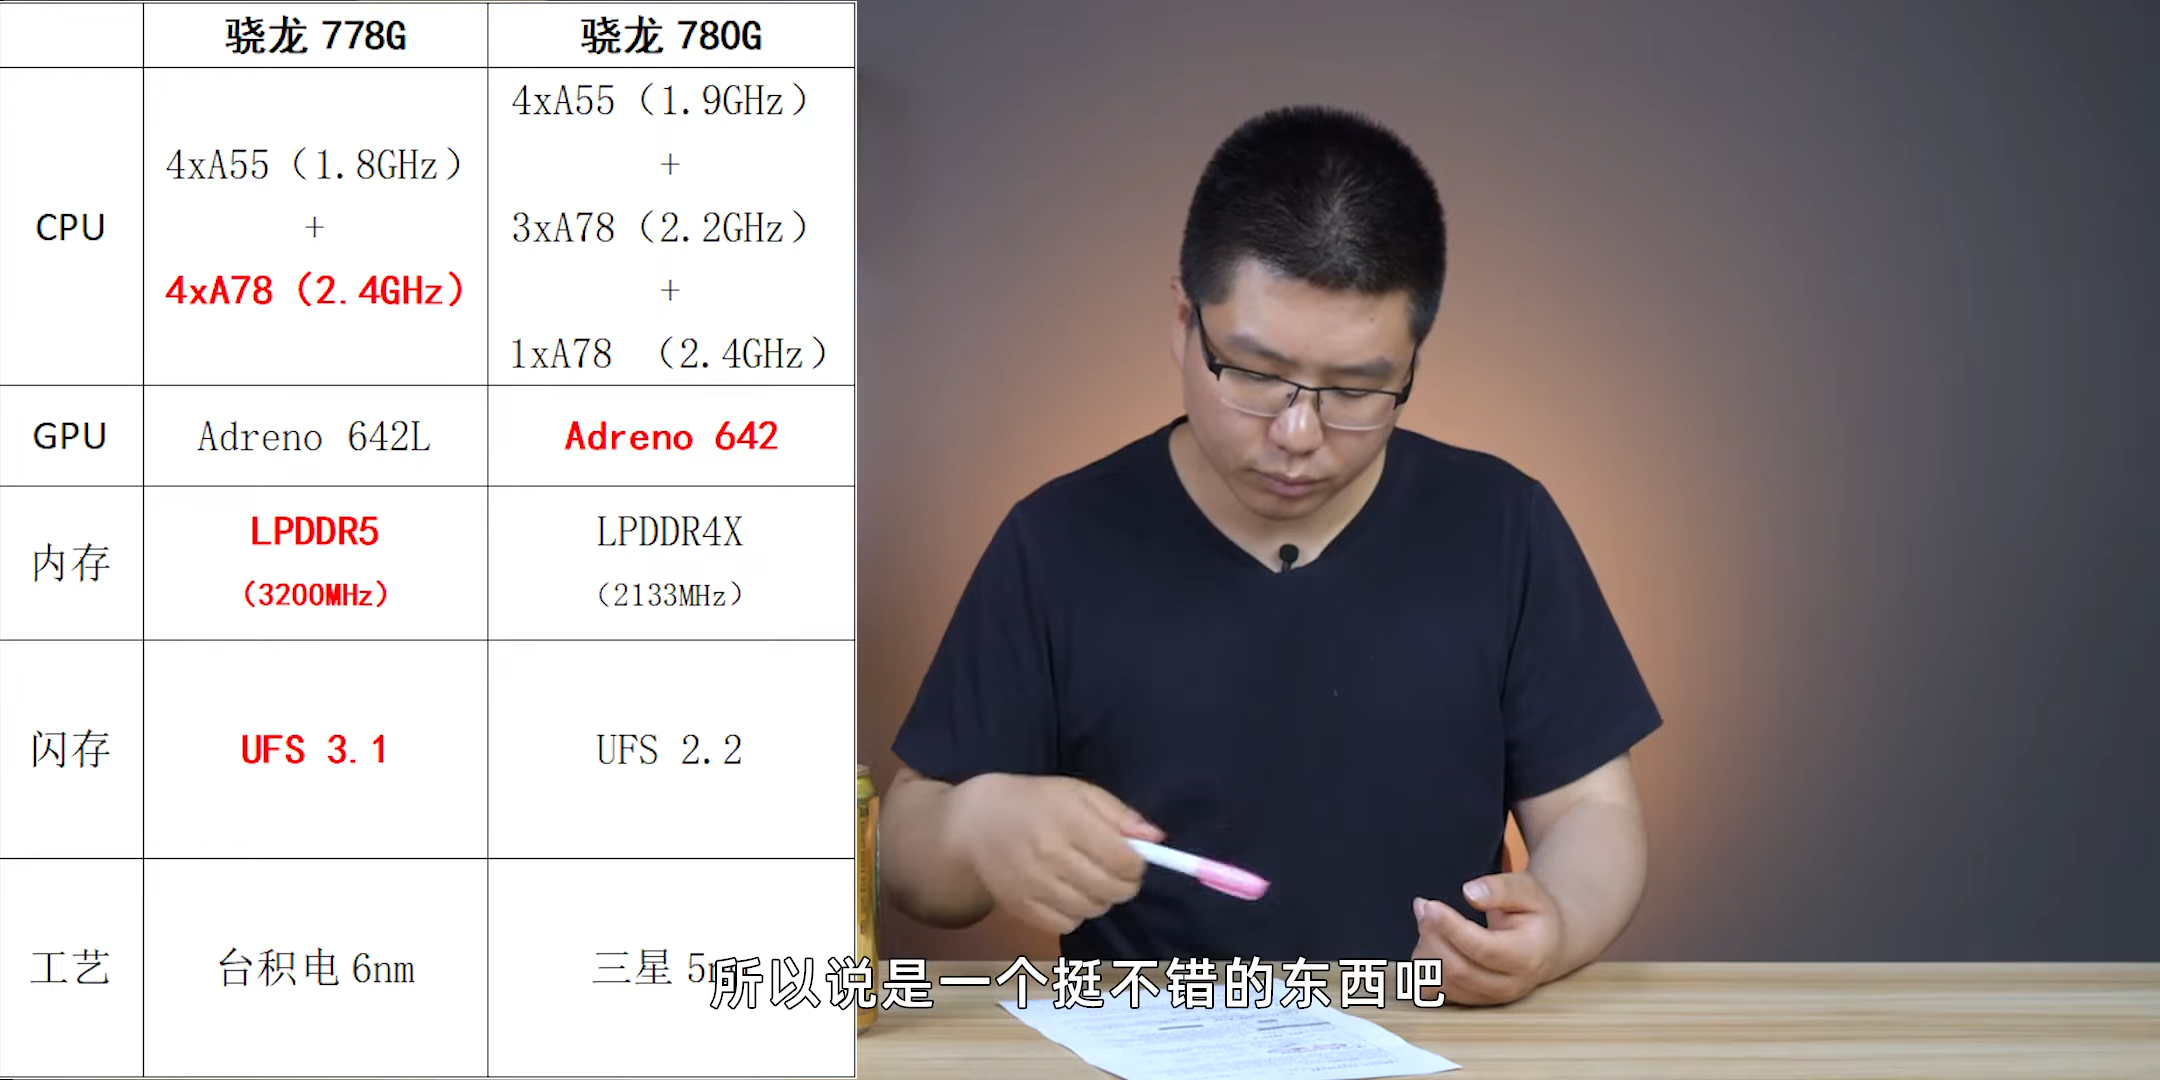 骁龙 778G
骁龙 780G
CPU
4xA55（1.8GHz）
+
4xA78（2.4GHz）
4xA55（1.9GHz）
+
3xA78（2.2GHz）
+
1xA78 （2.4GHz）
GPU
Adreno 642L
Adreno 642
内存
LPDDR5
（3200MHz）
LPDDR4X
（2133MHz）
闪存
UFS 3.1
UFS 2.2
工艺
台积电 6nm
三星 5
所以说是一个挺不错的东西吧